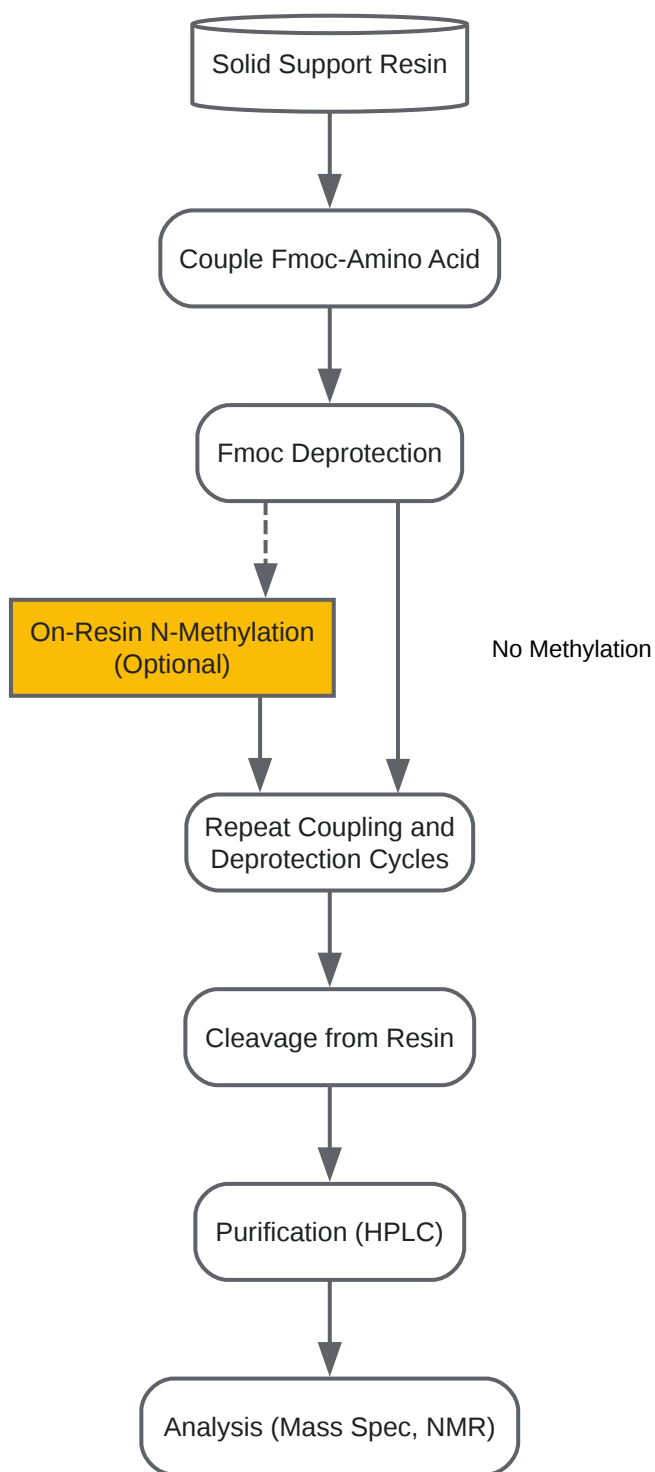 Solid Support Resin
Couple Fmoc-Amino Acid
Fmoc Deprotection
On-Resin N-Methylation
(Optional)
No Methylation
Repeat Coupling and
Deprotection Cycles
Cleavage from Resin
Purification (HPLC)
Analysis (Mass Spec, NMR)